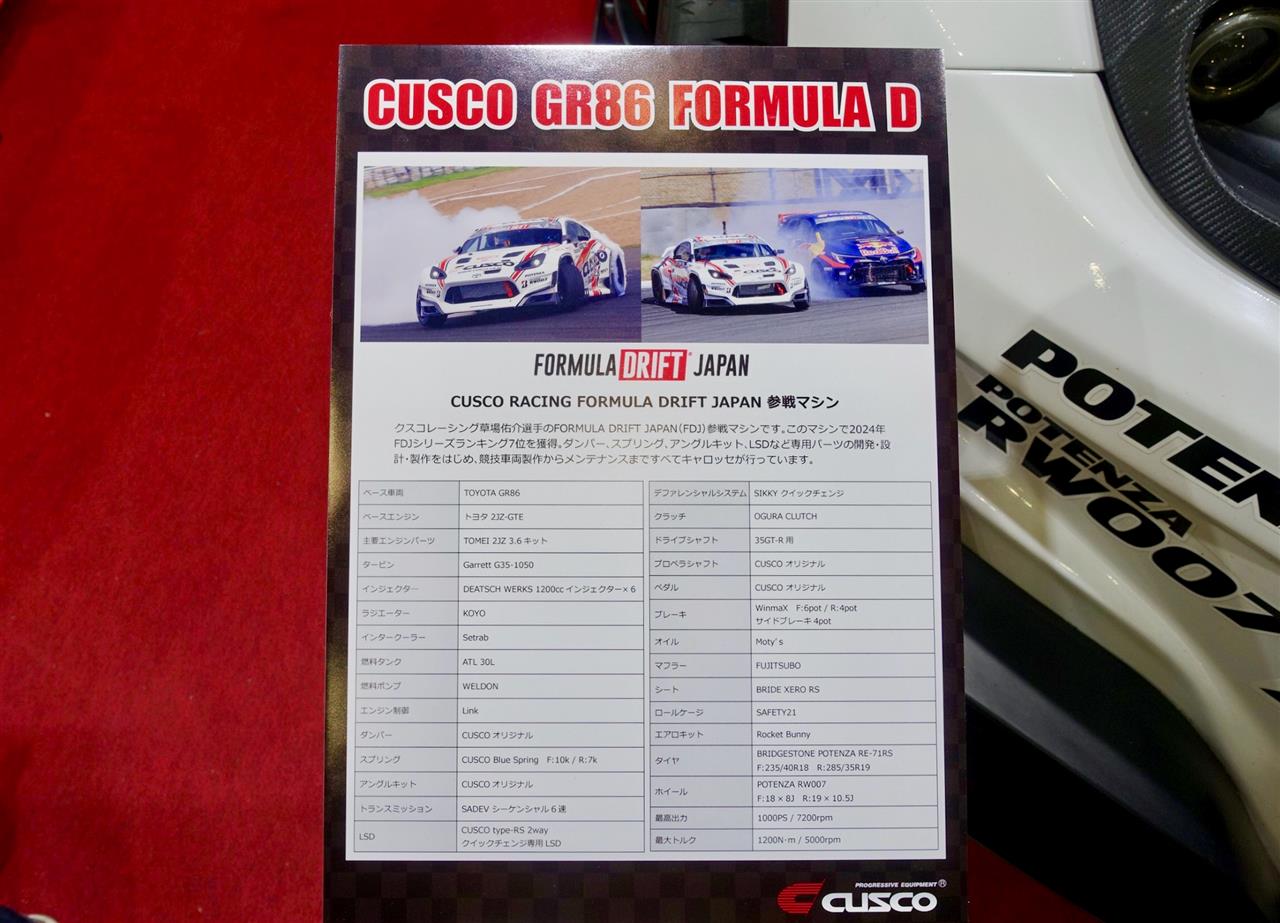 CUSCO GR86 FORMULA D
CUSCO
CUSCO
Red Bull
FORMULA DRIFT JAPAN
CUSCO RACING FORMULA DRIFT JAPAN 参戦マシン
クスコレーシング草場佑介選手のFORMULA DRIFT JAPAN（FDJ）参戦マシンです。このマシンで2024年
FDJシリーズランキング7位を獲得。ダンパー、スプリング、アングルキット、LSDなど専用パーツの開発・設
計・製作をはじめ、競技車両製作からメンテナンスまですべてキャロッセが行っています。
ベース車両 TOYOTA GR86
ベースエンジン トヨタ 2JZ-GTE
主要エンジンパーツ TOMEI 2JZ 3.6キット
タービン Garrett G35-1050
インジェクター DEATSCH WERKS 1200cc インジェクター×6
ラジエーター KOYO
インタークーラー Setrab
燃料タンク ATL 30L
燃料ポンプ WELDON
エンジン制御 Link
ダンパー CUSCO オリジナル
スプリング CUSCO Blue Spring F:10k / R:7k
アングルキット CUSCO オリジナル
トランスミッション SADEV シーケンシャル6速
LSD CUSCO type-RS 2way
クイックチェンジ専用LSD
デファレンシャルシステム SIKKY クイックチェンジ
クラッチ OGURA CLUTCH
ドライブシャフト 35GT-R用
プロペラシャフト CUSCO オリジナル
ペダル CUSCO オリジナル
ブレーキ WinmaX F:6pot / R:4pot
サイドブレーキ4pot
オイル Moty's
マフラー FUJITSUBO
シート BRIDE XERO RS
ロールケージ SAFETY21
エアロキット Rocket Bunny
タイヤ BRIDGESTONE POTENZA RE-71RS
F:235/40R18 R:285/35R19
ホイール POTENZA RW007
F:18×8J R:19×10.5J
最高出力 1000PS / 7200rpm
最大トルク 1200N・m / 5000rpm
PROGRESSIVE EQUIPMENT®
CUSCO
POTEN
POTENZA
RW007